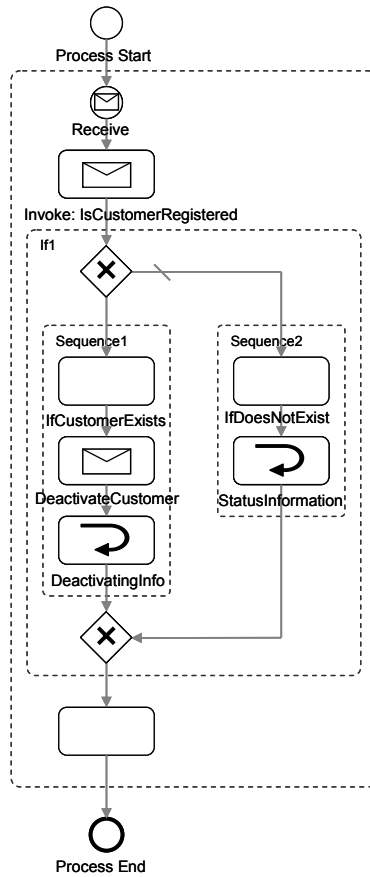 Process Start
Receive
Invoke: IsCustomerRegistered
If1
Sequence1
Sequence2
IfCustomerExists
IfDoesNotExist
DeactivateCustomer
StatusInformation
DeactivatingInfo
Process End